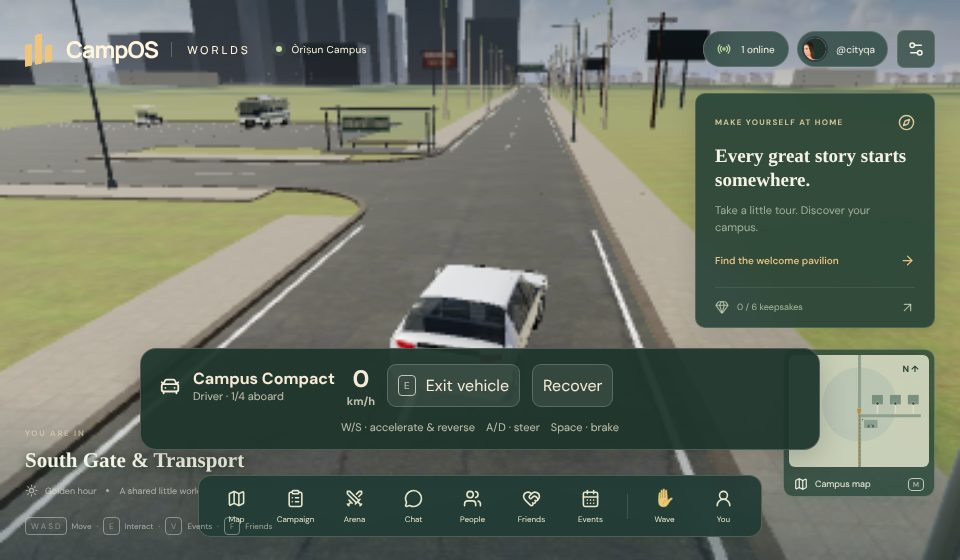 CampOS WORLDS Òrìsun Campus
1 online
@cityqa
MAKE YOURSELF AT HOME
Every great story starts
somewhere.
Take a little tour. Discover your
campus.
Find the welcome pavilion
0 / 6 keepsakes
Campus Compact
Driver · 1/4 aboard
0
km/h
E Exit vehicle
Recover
W/S · accelerate & reverse A/D · steer Space · brake
N
Campus map M
YOU ARE IN
South Gate & Transport
Golden hour • A shared little
WASD Move · E Interact · V Events · F Friends
Map
Campaign
Arena
Chat
People
Friends
Events
Wave
You